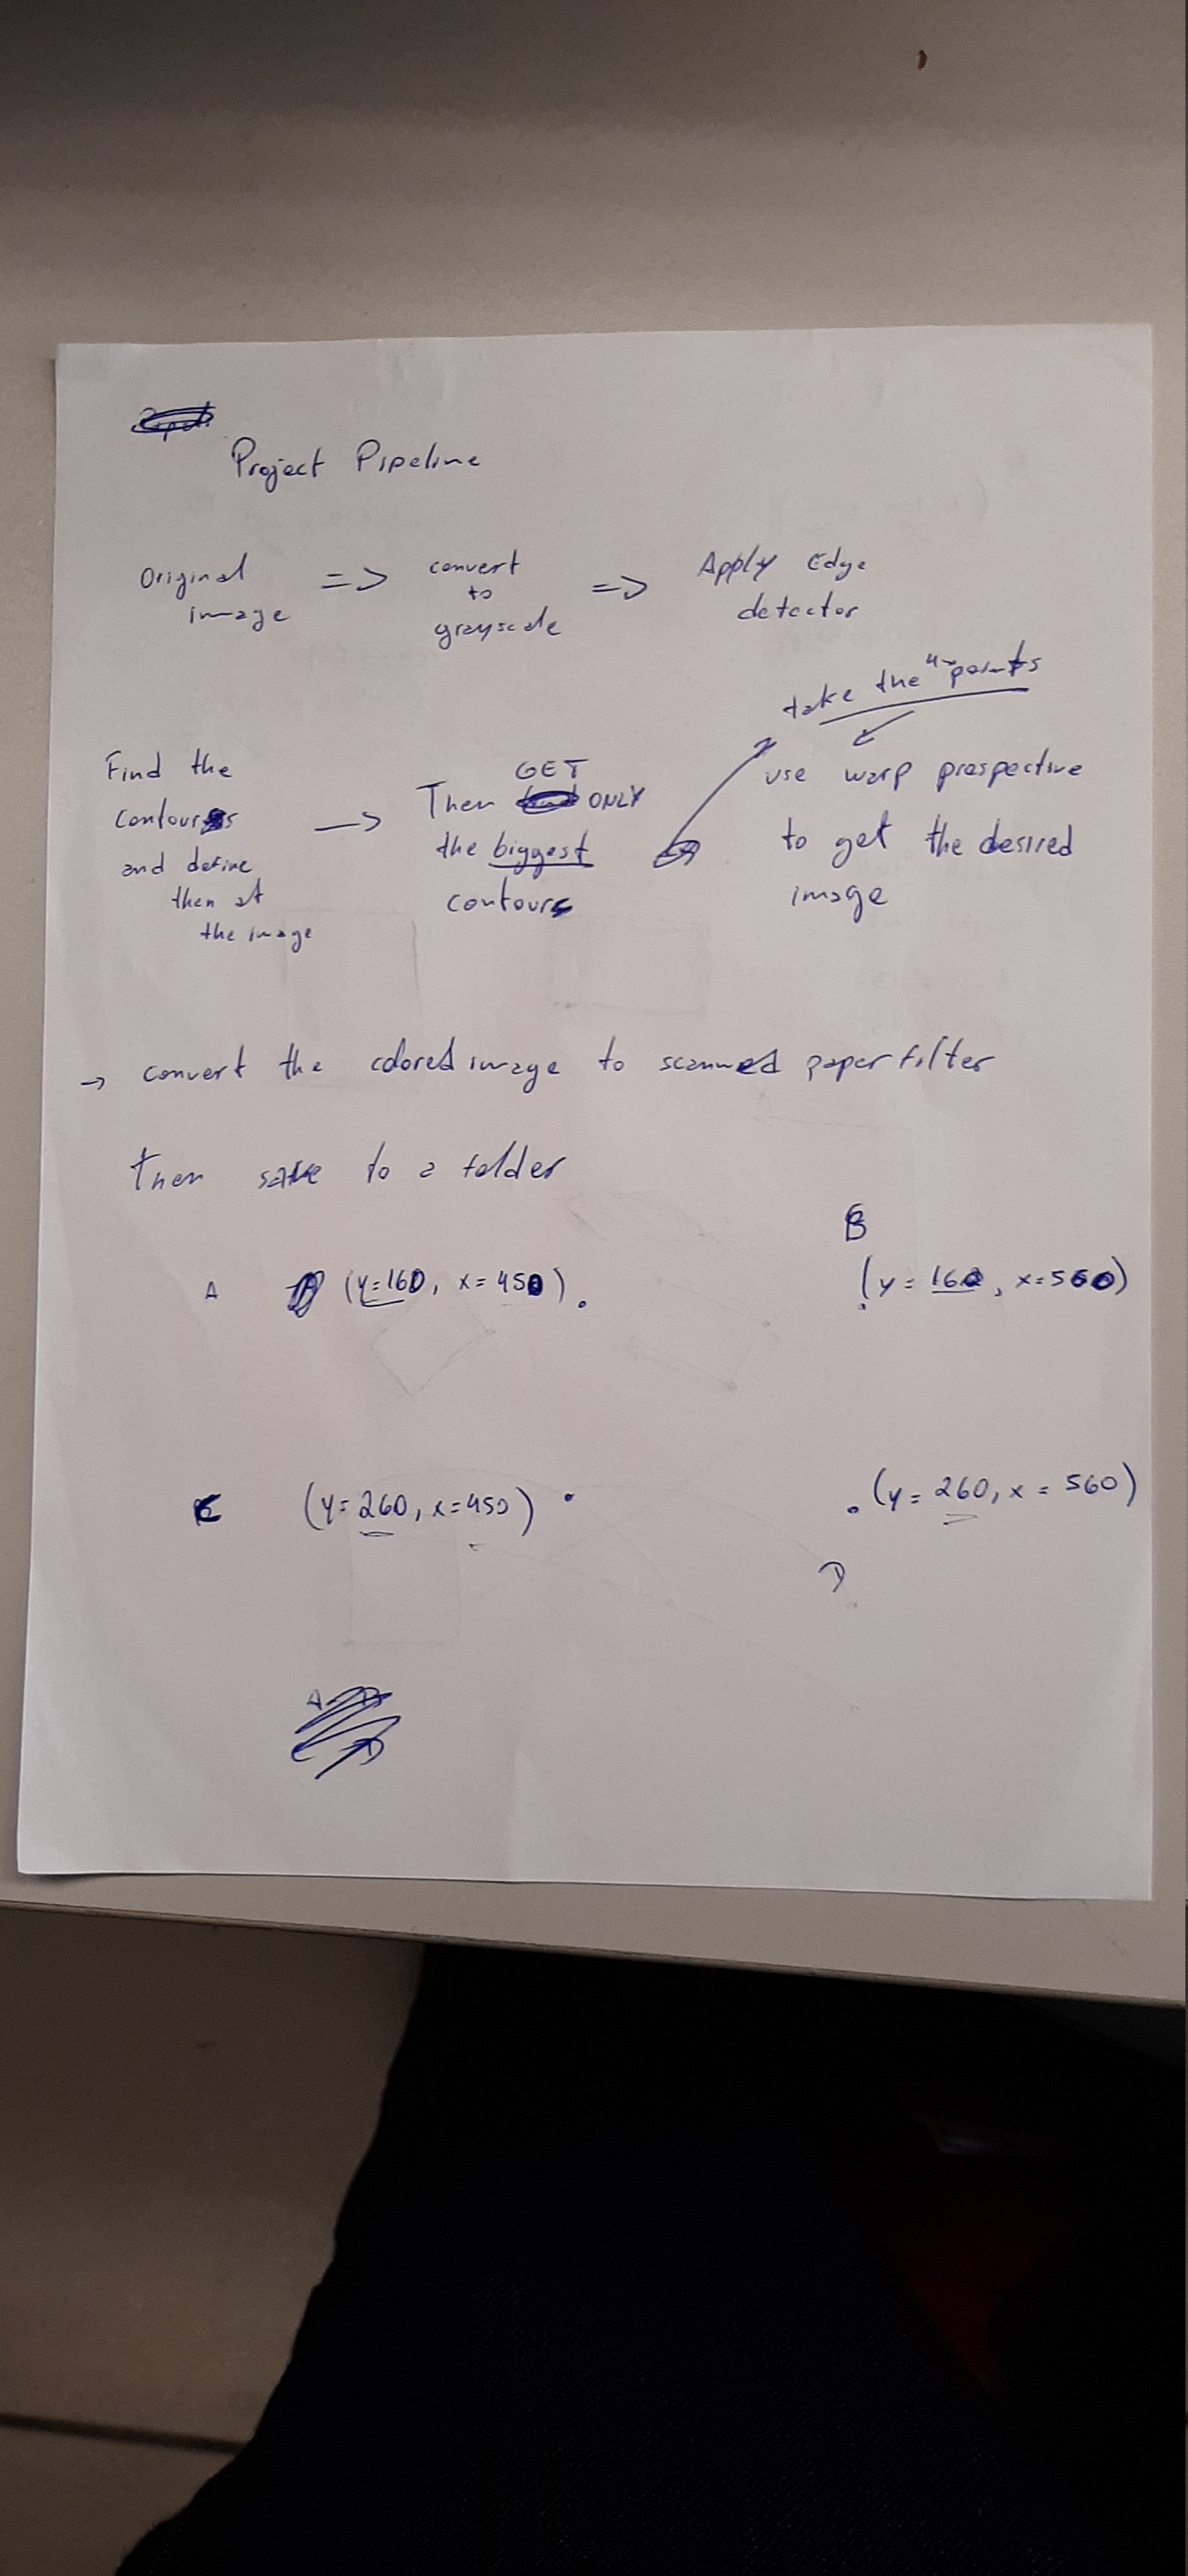 Project Pipeline
Original image => convert to grayscale => Apply edge detector
take the 4 points
Find the contours and define then at the image -> Then GET ONLY the biggest contours
use warp prespective to get the desired image
-> convert the colored image to scanned paper filter
then save to a folder
B
A (y=160, x=450) (y=160, x=560)
C (y=260, x=450) (y=260, x=560)
D